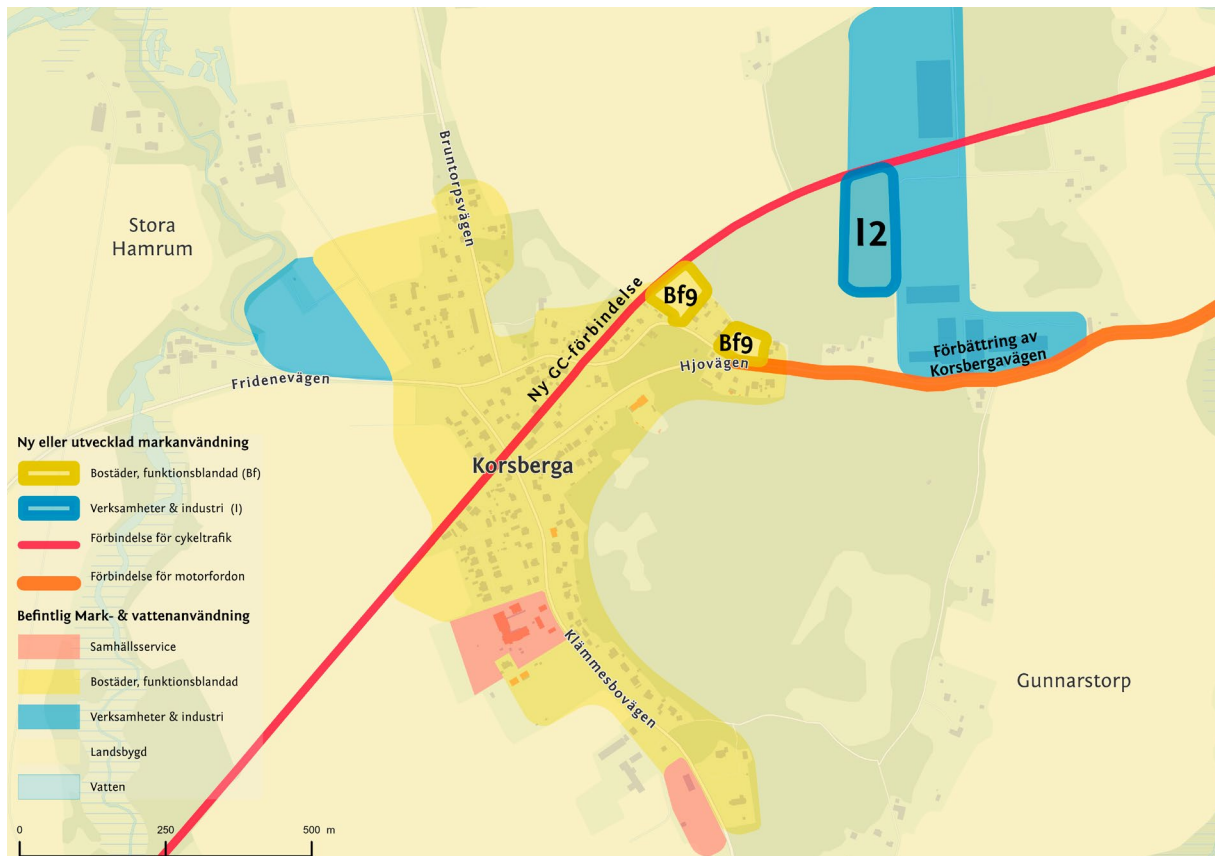 Bruntorpsvägen
Stora
Hamrum
I2
Bf9
Ny GC-förbindelse
Bf9
Hjovägen
Förbättring av
Korsbergavägen
Fridenevägen
Korsberga
Klämmesbovägen
Gunnarstorp
Ny eller utvecklad markanvändning
Bostäder, funktionsblandad (Bf)
Verksamheter & industri (I)
Förbindelse för cykeltrafik
Förbindelse för motorfordon
Befintlig Mark- & vattenanvändning
Samhällsservice
Bostäder, funktionsblandad
Verksamheter & industri
Landsbygd
Vatten
0 250 500 m